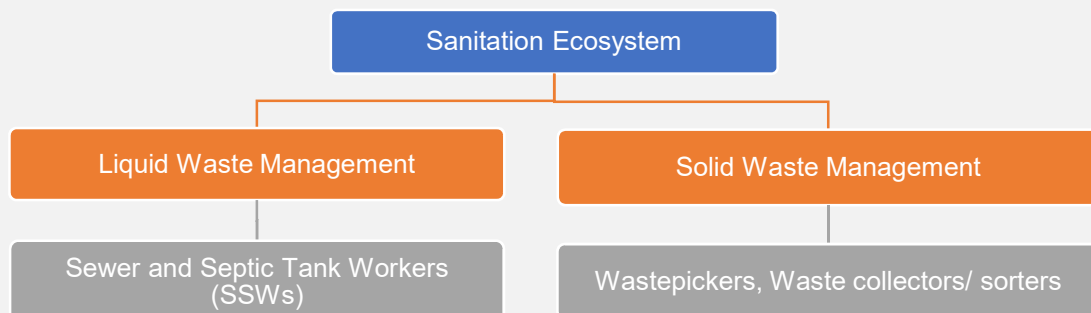 Sanitation Ecosystem
Liquid Waste Management
Solid Waste Management
Sewer and Septic Tank Workers
(SSWs)
Wastepickers, Waste collectors/ sorters